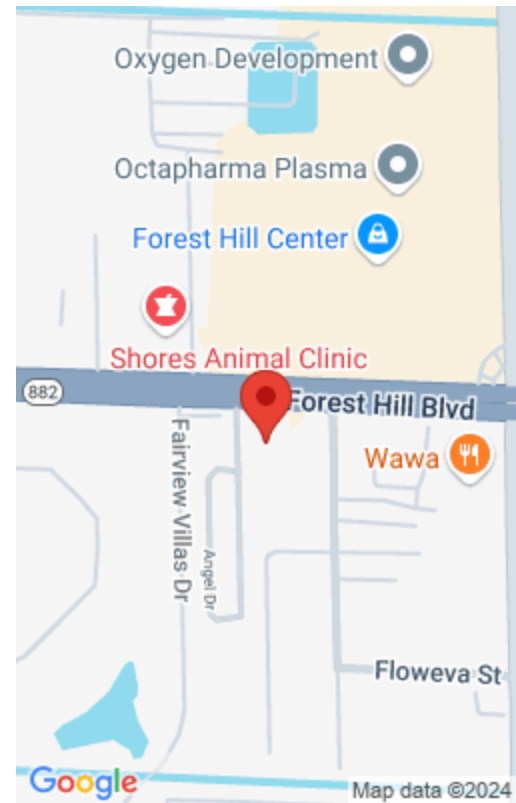 Oxygen Development
Octapharma Plasma
Forest Hill Center
Shores Animal Clinic
882
Forest Hill Blvd
Wawa
Fairview Villas Dr
Angel Dr
Floweva St
Google
Map data ©2024